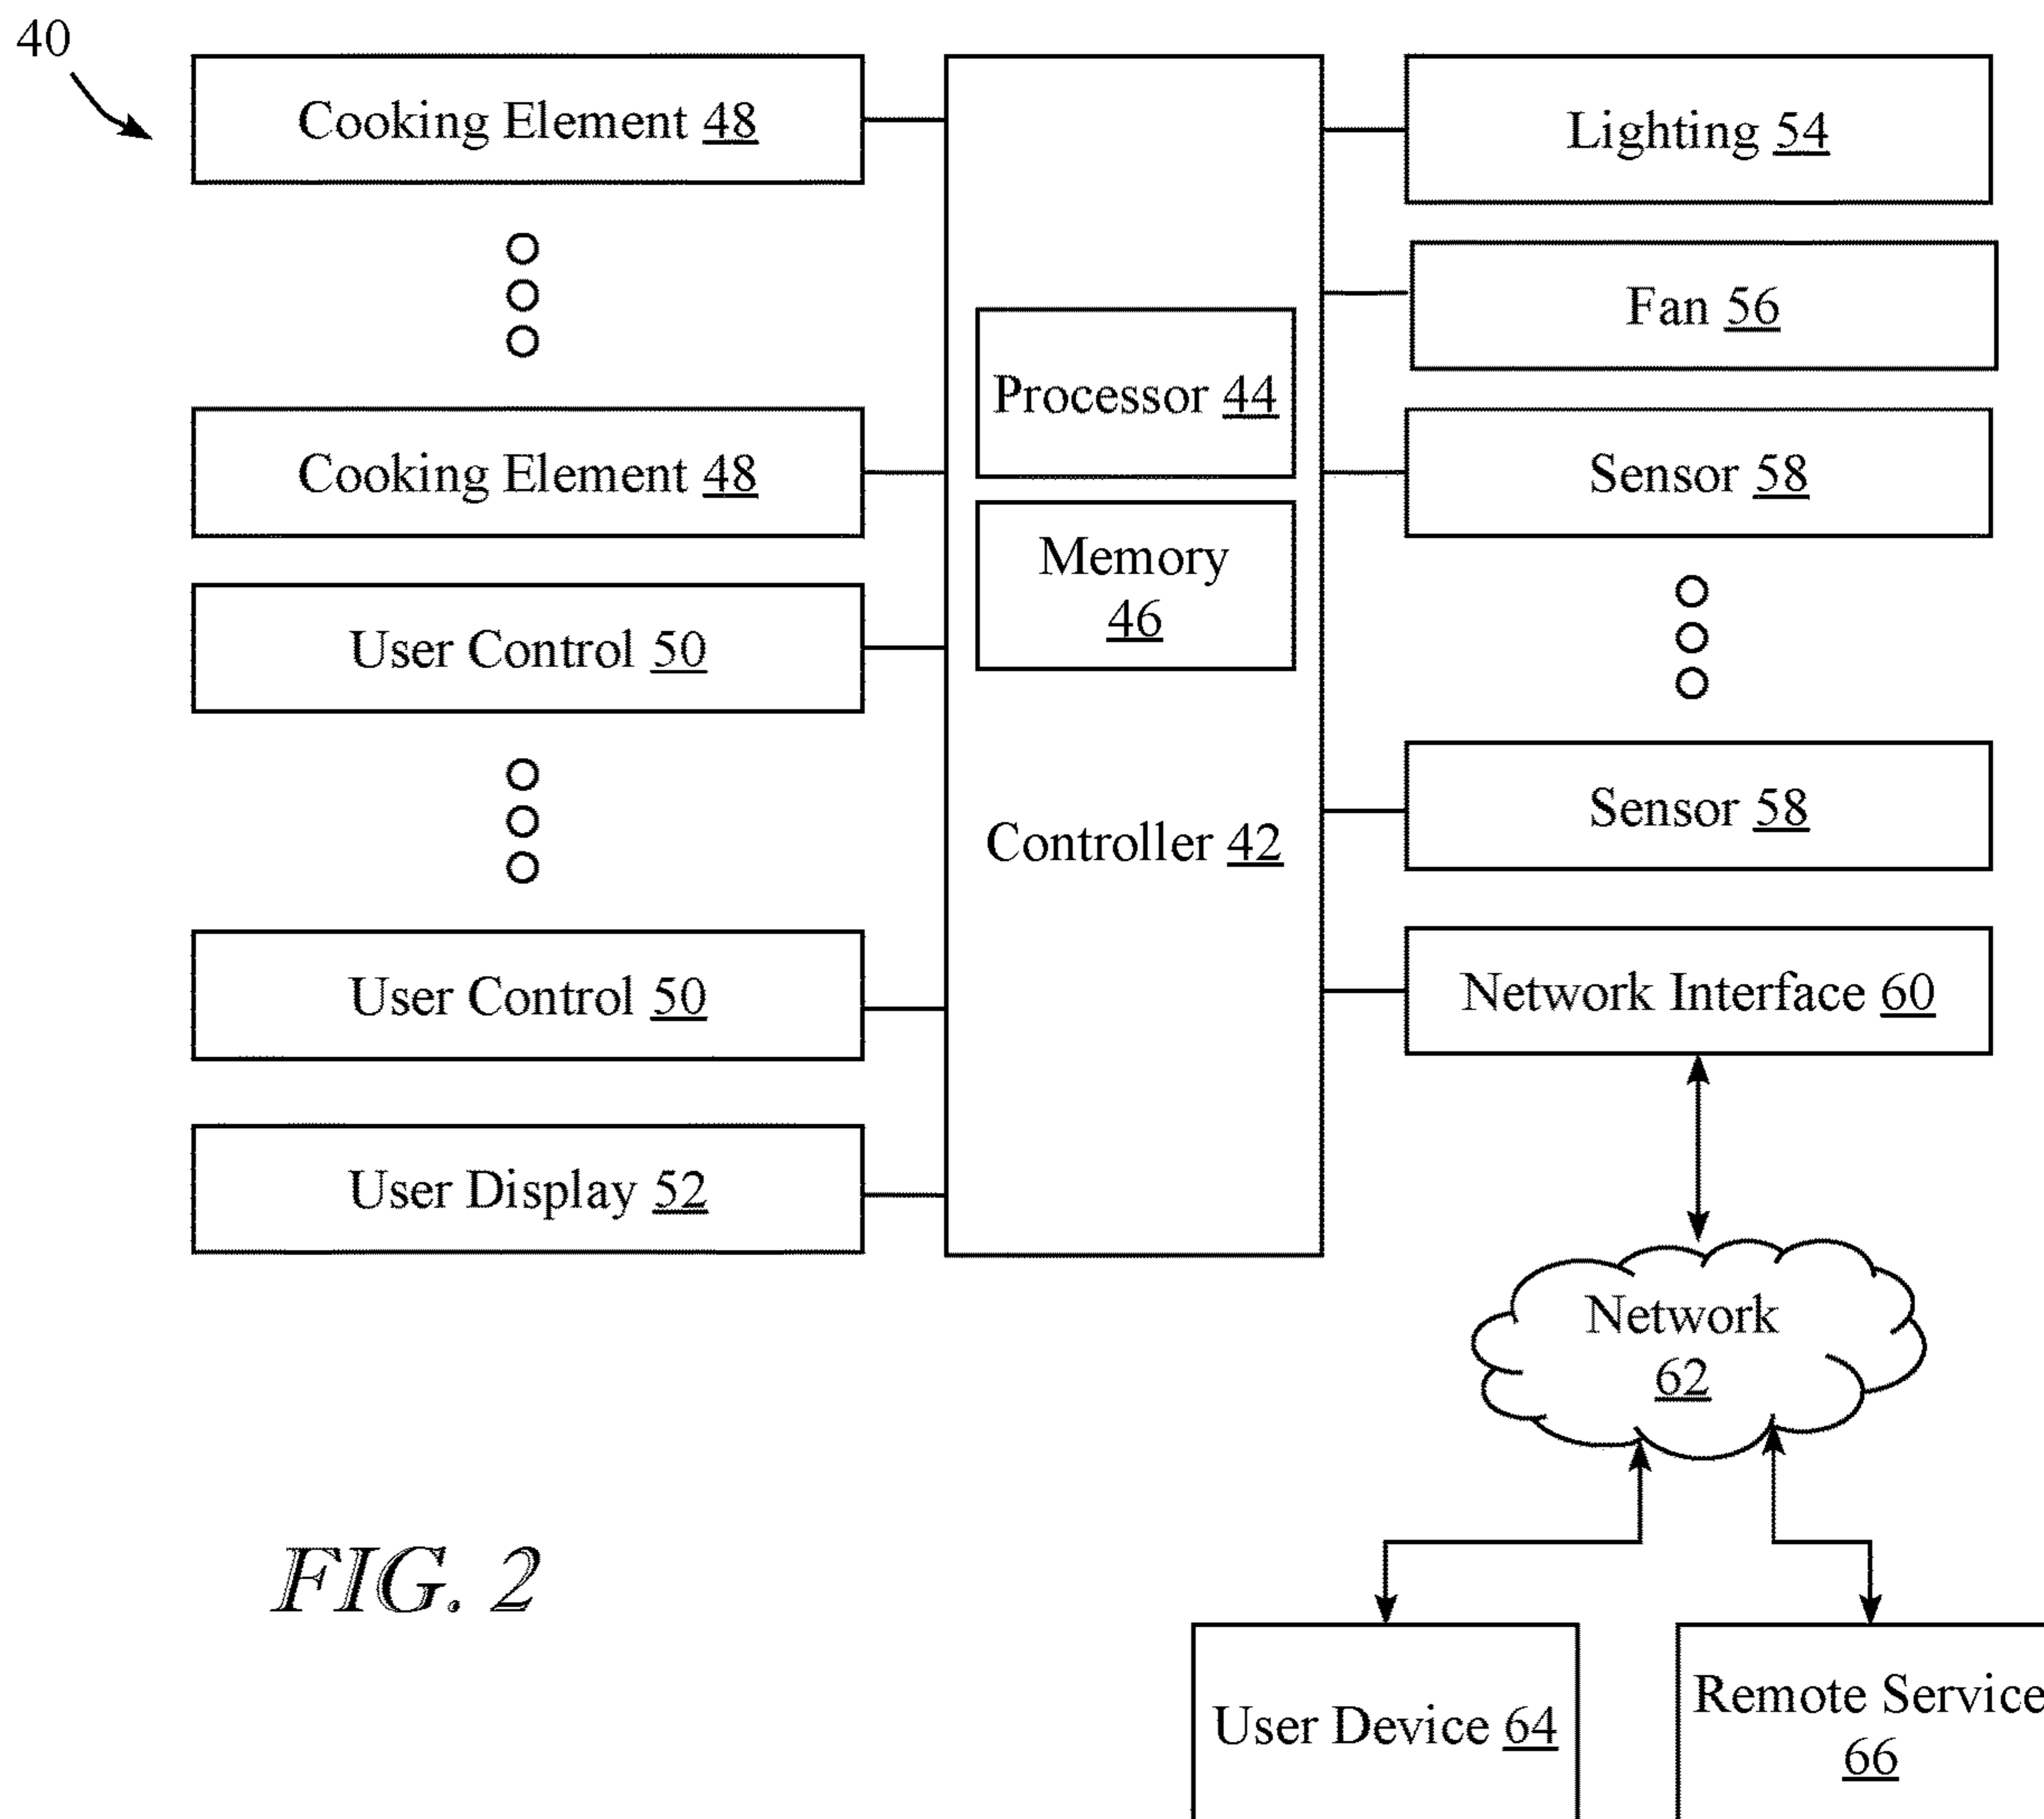 40
Cooking Element 48
Cooking Element 48
User Control 50
User Control 50
User Display 52
Processor 44
Memory
46
Controller 42
Lighting 54
Fan 56
Sensor 58
Sensor 58
Network Interface 60
Network
62
User Device 64
Remote Service
66
FIG. 2